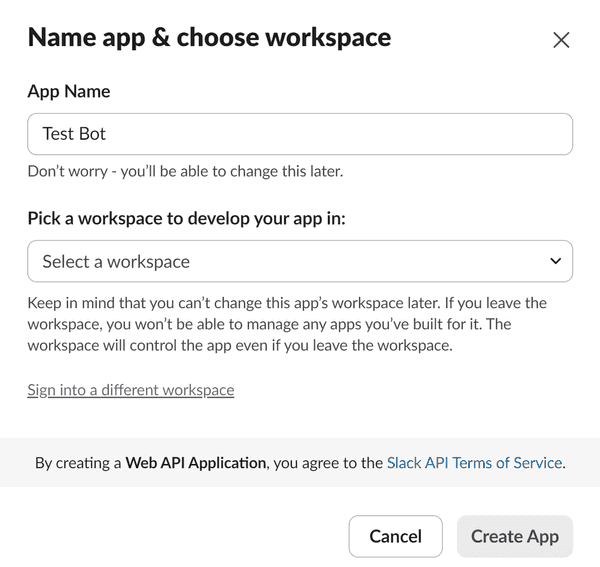 Name app & choose workspace
App Name
Test Bot
Don’t worry - you’ll be able to change this later.
Pick a workspace to develop your app in:
Select a workspace
Keep in mind that you can’t change this app’s workspace later. If you leave the
workspace, you won’t be able to manage any apps you’ve built for it. The
workspace will control the app even if you leave the workspace.
Sign into a different workspace
By creating a Web API Application, you agree to the Slack API Terms of Service.
Cancel
Create App